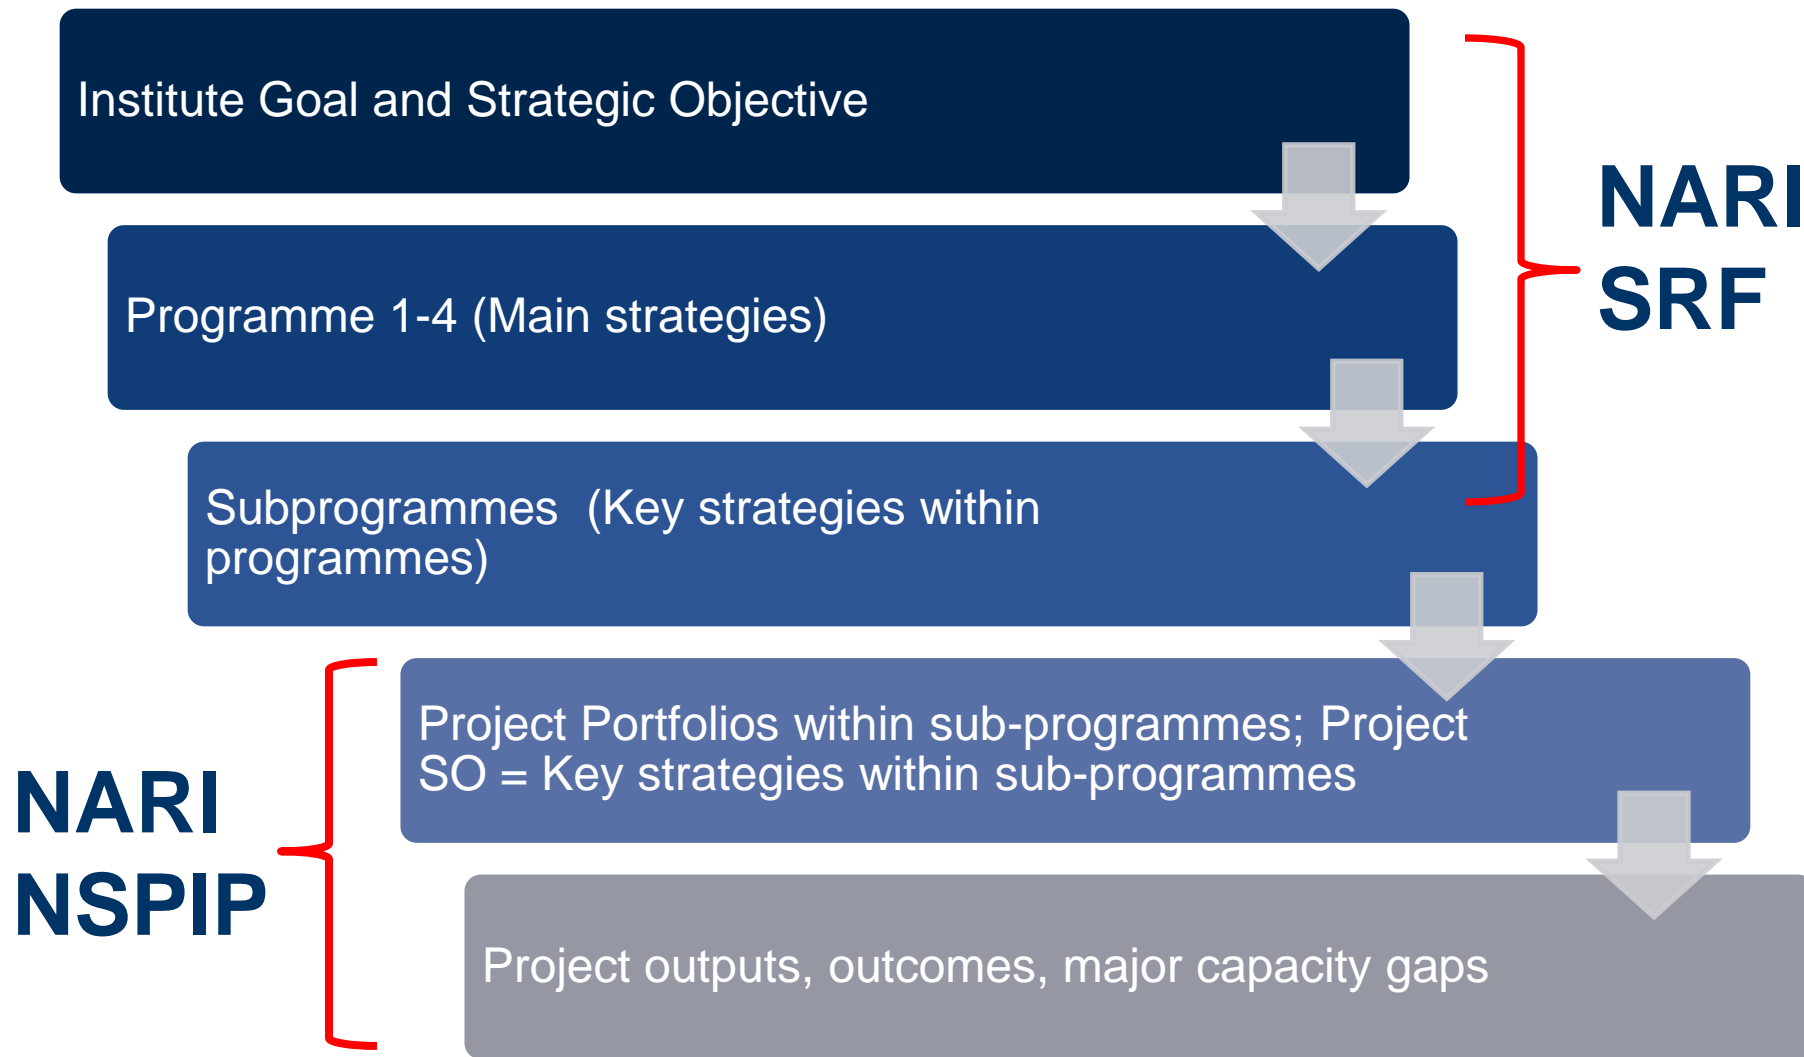 Institute Goal and Strategic Objective
NARI
SRF
Programme 1-4 (Main strategies)
Subprogrammes  (Key strategies within
programmes)
Project Portfolios within sub-programmes; Project
SO = Key strategies within sub-programmes
NARI
NSPIP
Project outputs, outcomes, major capacity gaps